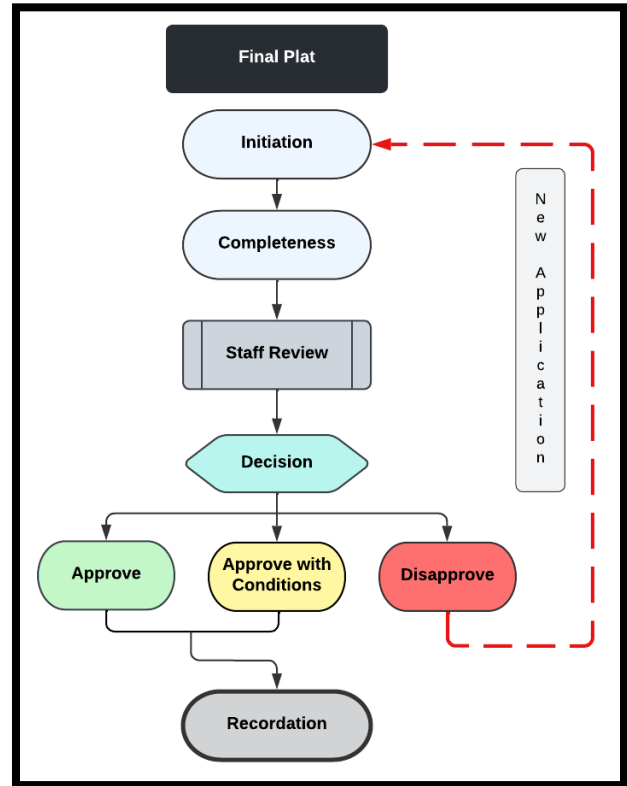 Final Plat
Initiation
Completeness
Staff Review
Decision
Approve
Approve with
Conditions
Disapprove
Recordation
New Application